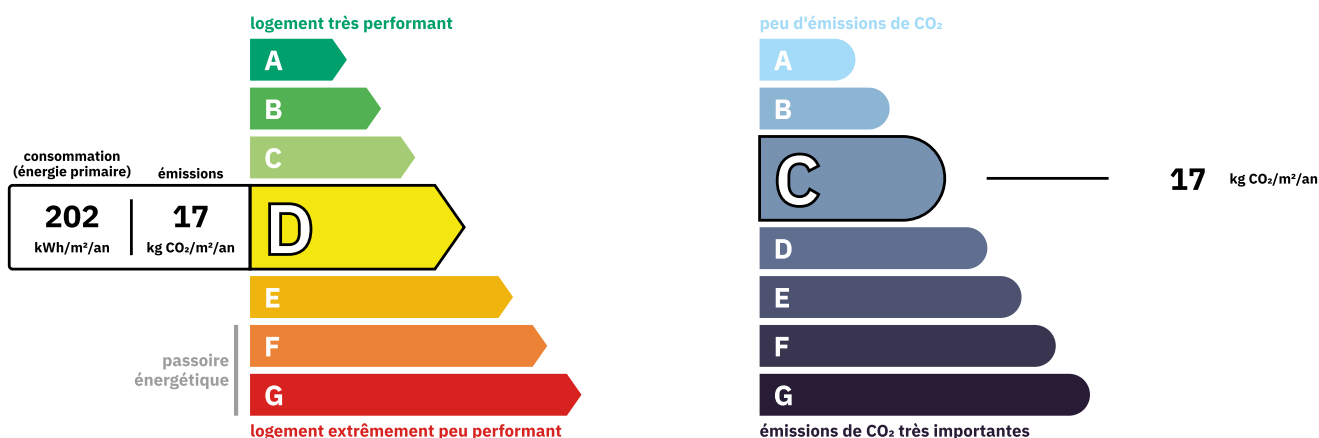 logement très performant
A
B
C
consommation
(énergie primaire)
émissions
202
kWh/m²/an
17
kg CO₂/m²/an
D
E
F
G
passoire
énergétique
logement extrêmement peu performant
peu d'émissions de CO₂
A
B
C
17 kg CO₂/m²/an
D
E
F
G
émissions de CO₂ très importantes